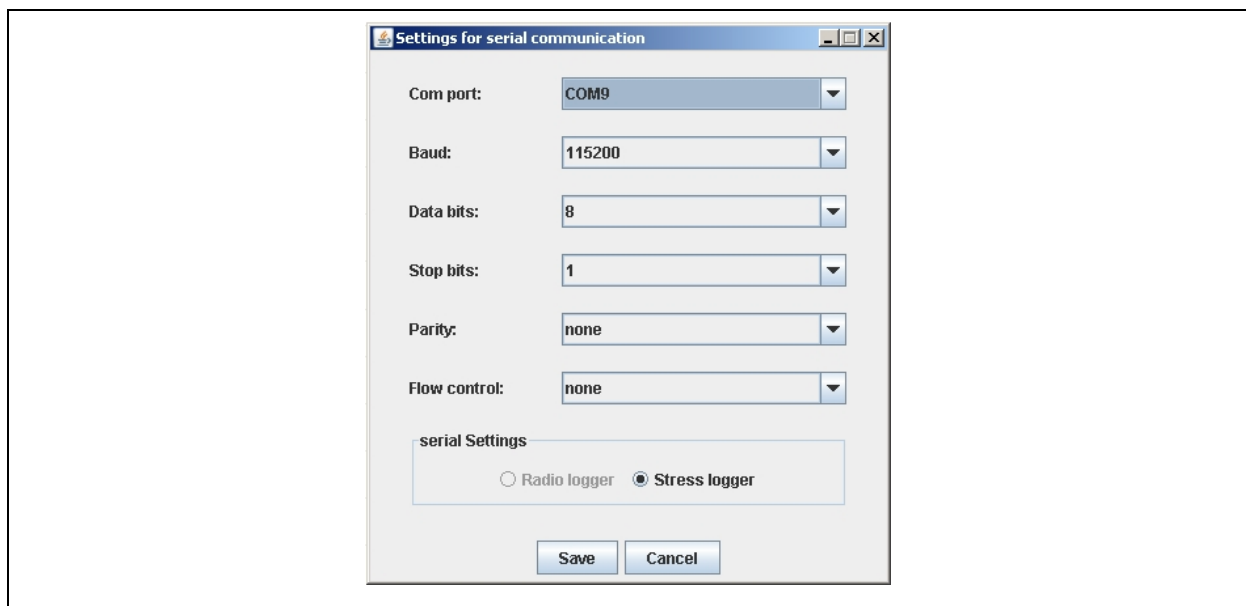 Settings for serial communication
Com port: COM9
Baud: 115200
Data bits: 8
Stop bits: 1
Parity: none
Flow control: none
serial Settings
Radio logger Stress logger
Save Cancel